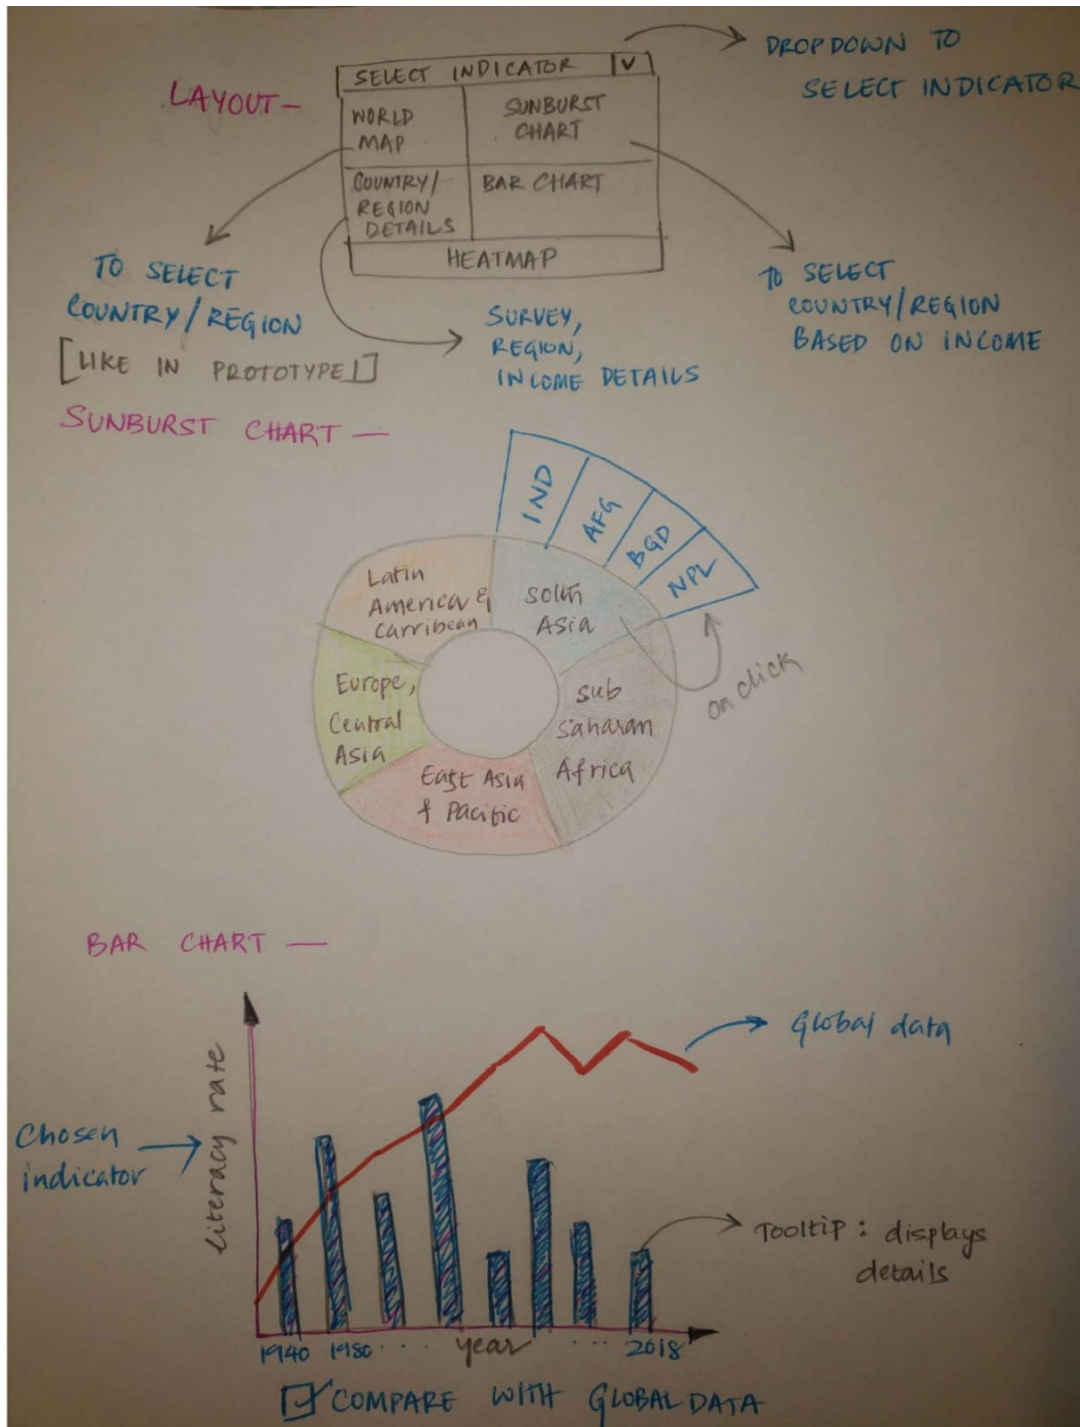 LAYOUT —
SELECT INDICATOR V
WORLD
MAP
SUNBURST
CHART
COUNTRY/
REGION
DETAILS
BAR CHART
HEATMAP
DROPDOWN TO
SELECT INDICATOR
TO SELECT
COUNTRY/REGION
[LIKE IN PROTOTYPE 1]
SURVEY,
REGION,
INCOME DETAILS
TO SELECT
COUNTRY/REGION
BASED ON INCOME
SUNBURST CHART —
IND
AFG
BGD
NPL
Latin
America &
Carribean
South
Asia
Europe,
Central
Asia
Sub
Saharan
Africa
East Asia
& Pacific
on click
BAR CHART —
Global data
Chosen
indicator
literacy rate
Tooltip : displays
details
1940 1980 .... year .... 2018
COMPARE WITH GLOBAL DATA